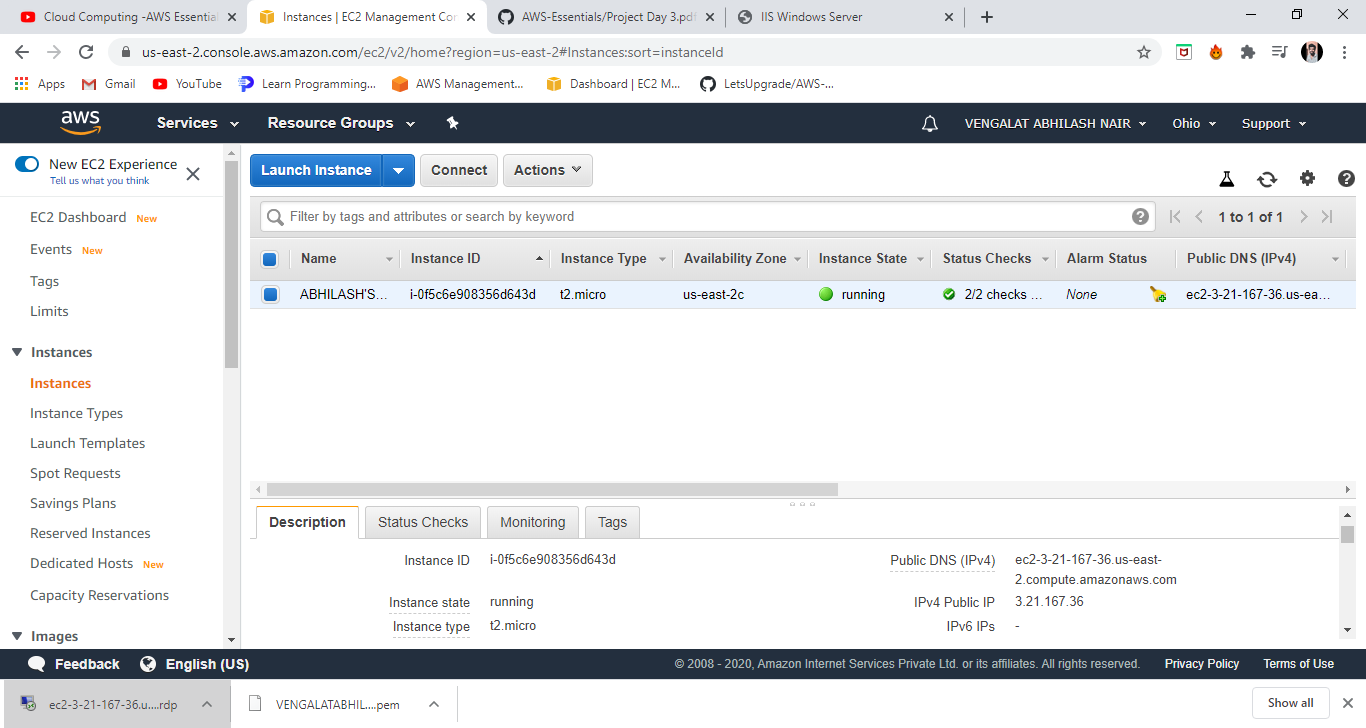 Cloud Computing -AWS Essential
Instances | EC2 Management Con
AWS-Essentials/Project Day 3.pdf
IIS Windows Server
us-east-2.console.aws.amazon.com/ec2/v2/home?region=us-east-2#Instances:sort=instanceId
Apps
Gmail
YouTube
Learn Programming...
AWS Management...
Dashboard | EC2 M...
LetsUpgrade/AWS-...
aws
Services
Resource Groups
VENGALAT ABHILASH NAIR
Ohio
Support
New EC2 Experience
Tell us what you think
EC2 Dashboard New
Events New
Tags
Limits
Instances
Instances
Instance Types
Launch Templates
Spot Requests
Savings Plans
Reserved Instances
Dedicated Hosts New
Capacity Reservations
Images
Launch Instance
Connect
Actions
Filter by tags and attributes or search by keyword
1 to 1 of 1
Name Instance ID Instance Type Availability Zone Instance State Status Checks Alarm Status Public DNS (IPv4)
ABHILASH'S... i-0f5c6e908356d643d t2.micro us-east-2c running 2/2 checks ... None ec2-3-21-167-36.us-ea...
Description
Status Checks
Monitoring
Tags
Instance ID i-0f5c6e908356d643d
Instance state running
Instance type t2.micro
Public DNS (IPv4) ec2-3-21-167-36.us-east-
2.compute.amazonaws.com
IPv4 Public IP 3.21.167.36
IPv6 IPs -
Feedback
English (US)
© 2008 - 2020, Amazon Internet Services Private Ltd. or its affiliates. All rights reserved.
Privacy Policy
Terms of Use
ec2-3-21-167-36.u....rdp
VENGALATABHIL....pem
Show all